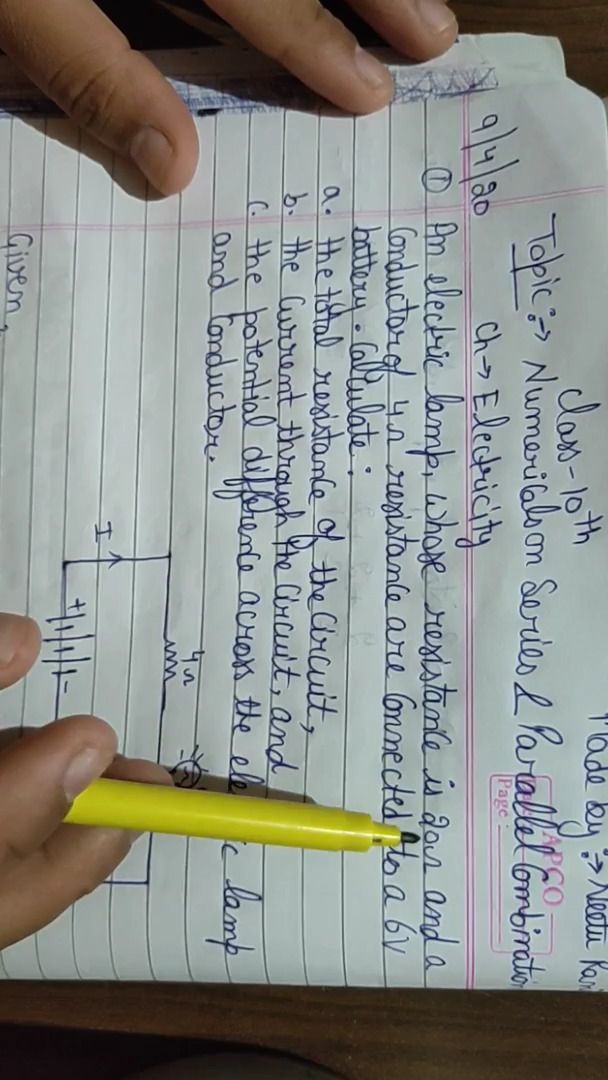 Class-10th
Made By :→ Neetu
9/4/20
Topic :→ Numericals on Series & Parallel Combination
Ch → Electricity
APCO
Page:
① An electric lamp, whose resistance is 20Ω and a
Conductor of 4Ω resistance are Connected to a 6V
battery. Calculate:
a. the total resistance of the circuit,
b. the Current through the Circuit, and
c. the potential difference across the lamp
and Conductor.
4Ω
I
+ -
Given,